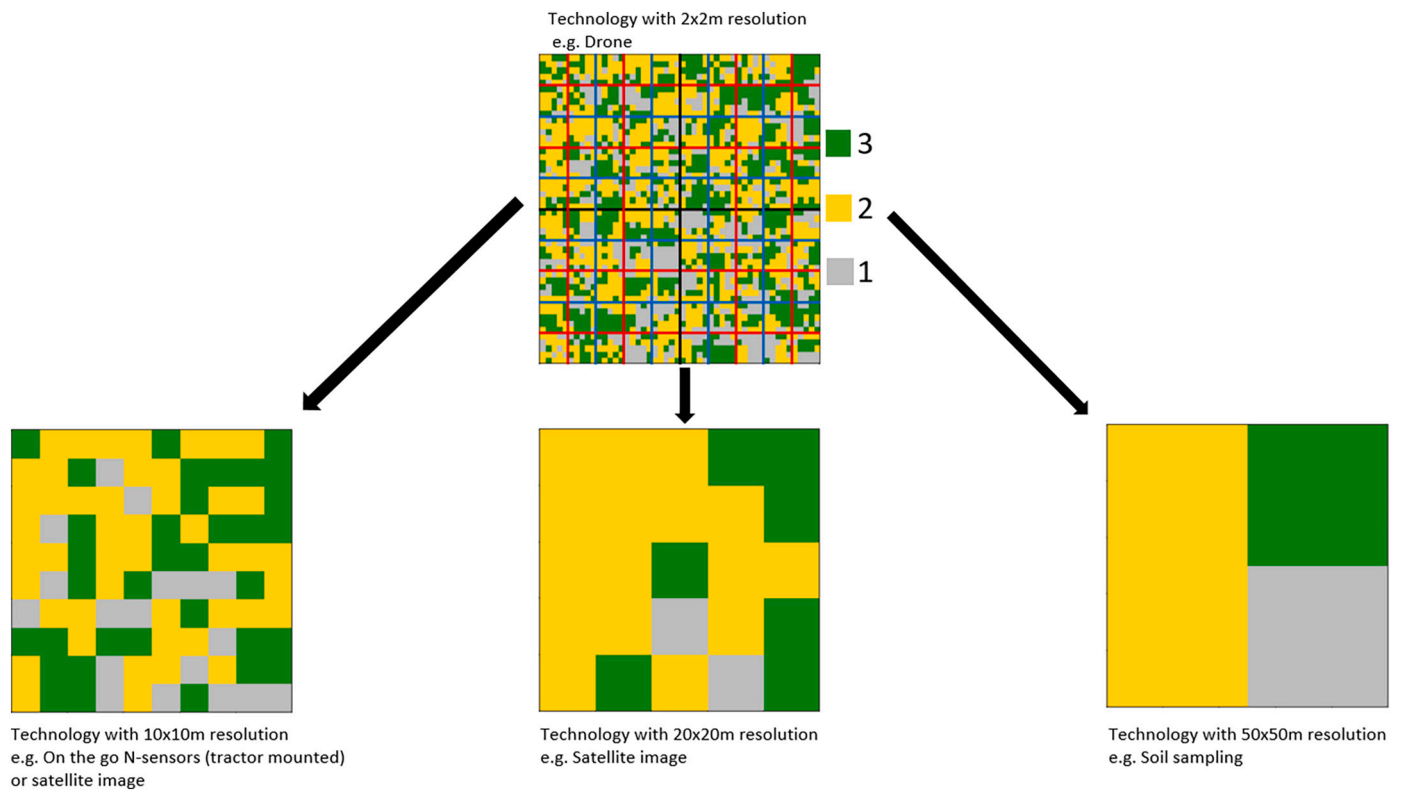 Technology with 2x2m resolution
e.g. Drone
3
2
1
Technology with 10x10m resolution
e.g. On the go N-sensors (tractor mounted)
or satellite image
Technology with 20x20m resolution
e.g. Satellite image
Technology with 50x50m resolution
e.g. Soil sampling